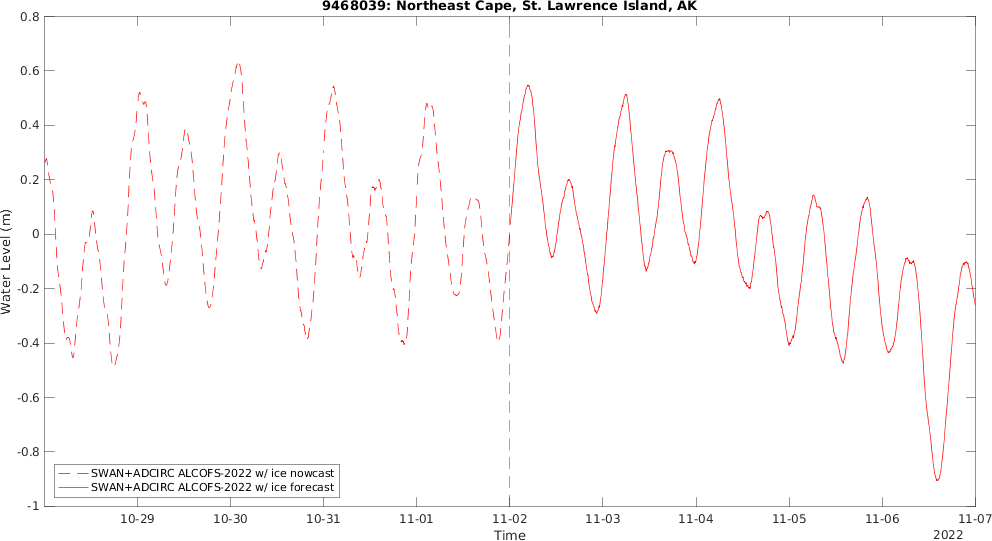 9468039: Northeast Cape, St. Lawrence Island, AK
0.8
0.6
0.4
0.2
0
-0.2
-0.4
-0.6
-0.8
-1
Water Level (m)
SWAN+ADCIRC ALCOFS-2022 w/ ice nowcast
SWAN+ADCIRC ALCOFS-2022 w/ ice forecast
10-29 10-30 10-31 11-01 11-02 11-03 11-04 11-05 11-06 11-07
Time
2022